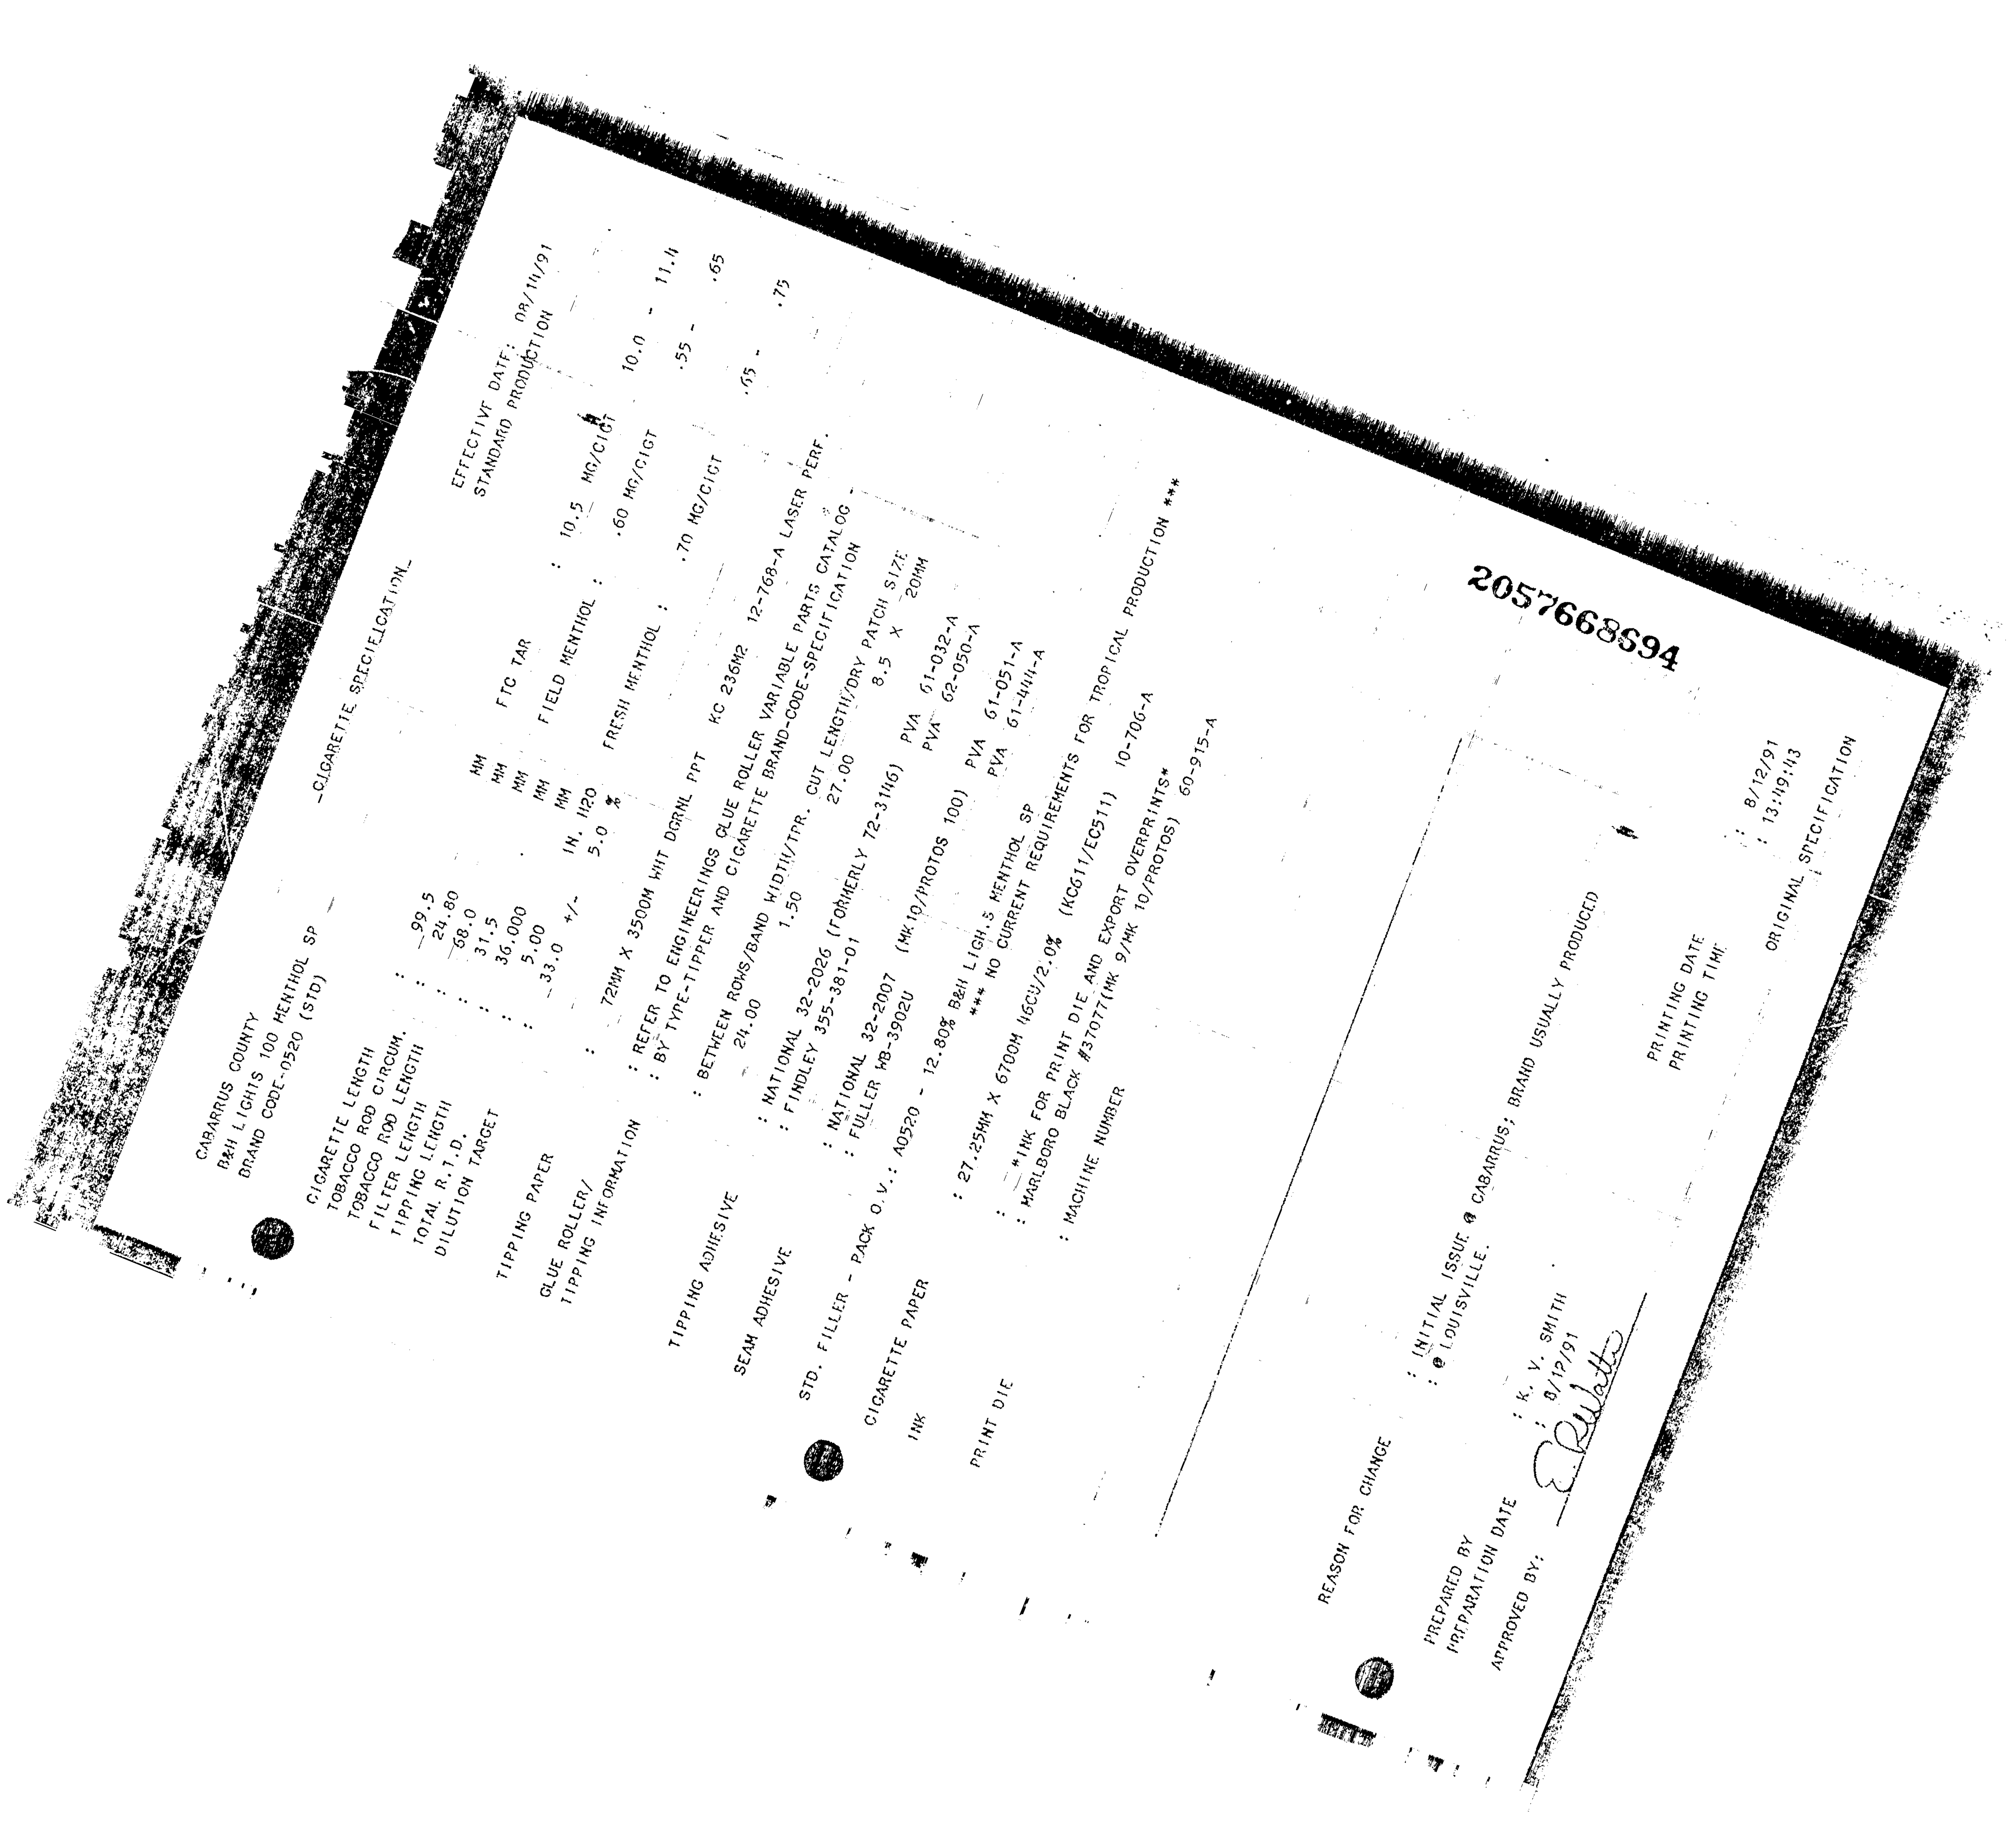 CIGARETTE SPECIFICATION
CABARRUS COUNTY EFFECTIVE DATE: 08/14/91
B&H LIGHTS 100 MENTHOL SP STANDARD PRODUCTION
BRAND CODE-0520 (STD)
CIGARETTE LENGTH : 99.5 MM FTC TAR : 10.5 MG/CIGT 10.0 - 11.4
TOBACCO ROD CIRCUM. : 24.80 MM
TOBACCO ROD LENGTH : 68.0 MM FIELD MENTHOL : .60 MG/CIGT .55 - .65
FILTER LENGTH : 31.5 MM
TIPPING LENGTH : 36.000 MM
TOTAL R.T.D. : 5.00 IN. H2O FRESH MENTHOL : .70 MG/CIGT .65 - .75
DILUTION TARGET : 33.0 +/- 5.0 %
TIPPING PAPER : 72MM X 3500M WHIT DGRNL PPT KC 236M2 12-768-A LASER PERF.
GLUE ROLLER/ : REFER TO ENGINEERINGS GLUE ROLLER VARIABLE PARTS CATALOG -
TIPPING INFORMATION : BY TYPE-TIPPER AND CIGARETTE BRAND-CODE-SPECIFICATION
: BETWEEN ROWS/BAND WIDTH/TPR. CUT LENGTH/DRY PATCH SIZE
24.00 1.50 27.00 8.5 X 20MM
TIPPING ADHESIVE : NATIONAL 32-2026 (FORMERLY 72-3146) PVA 61-032-A
: FINDLEY 355-381-01 PVA 62-050-A
SEAM ADHESIVE : NATIONAL 32-2007 (MK10/PROTOS 100) PVA 61-051-A
: FULLER WB-3902U PVA 61-444-A
STD. FILLER - PACK O.V.: A0520 - 12.80% B&H LIGH.S MENTHOL SP
*** NO CURRENT REQUIREMENTS FOR TROPICAL PRODUCTION ***
CIGARETTE PAPER : 27.25MM X 6700M 46CU/2.0% (KC611/EC511) 10-706-A
INK : *INK FOR PRINT DIE AND EXPORT OVERPRINTS*
: MARLBORO BLACK #37077(MK 9/MK 10/PROTOS) 60-915-A
PRINT DIE : MACHINE NUMBER
REASON FOR CHANGE : INITIAL ISSUE @ CABARRUS; BRAND USUALLY PRODUCED
: @ LOUISVILLE.
PREPARED BY : K. V. SMITH PRINTING DATE : 8/12/91
PREPARATION DATE : 8/12/91 PRINTING TIME : 13:49:43
APPROVED BY: E. R. Watts
ORIGINAL SPECIFICATION
2057668694